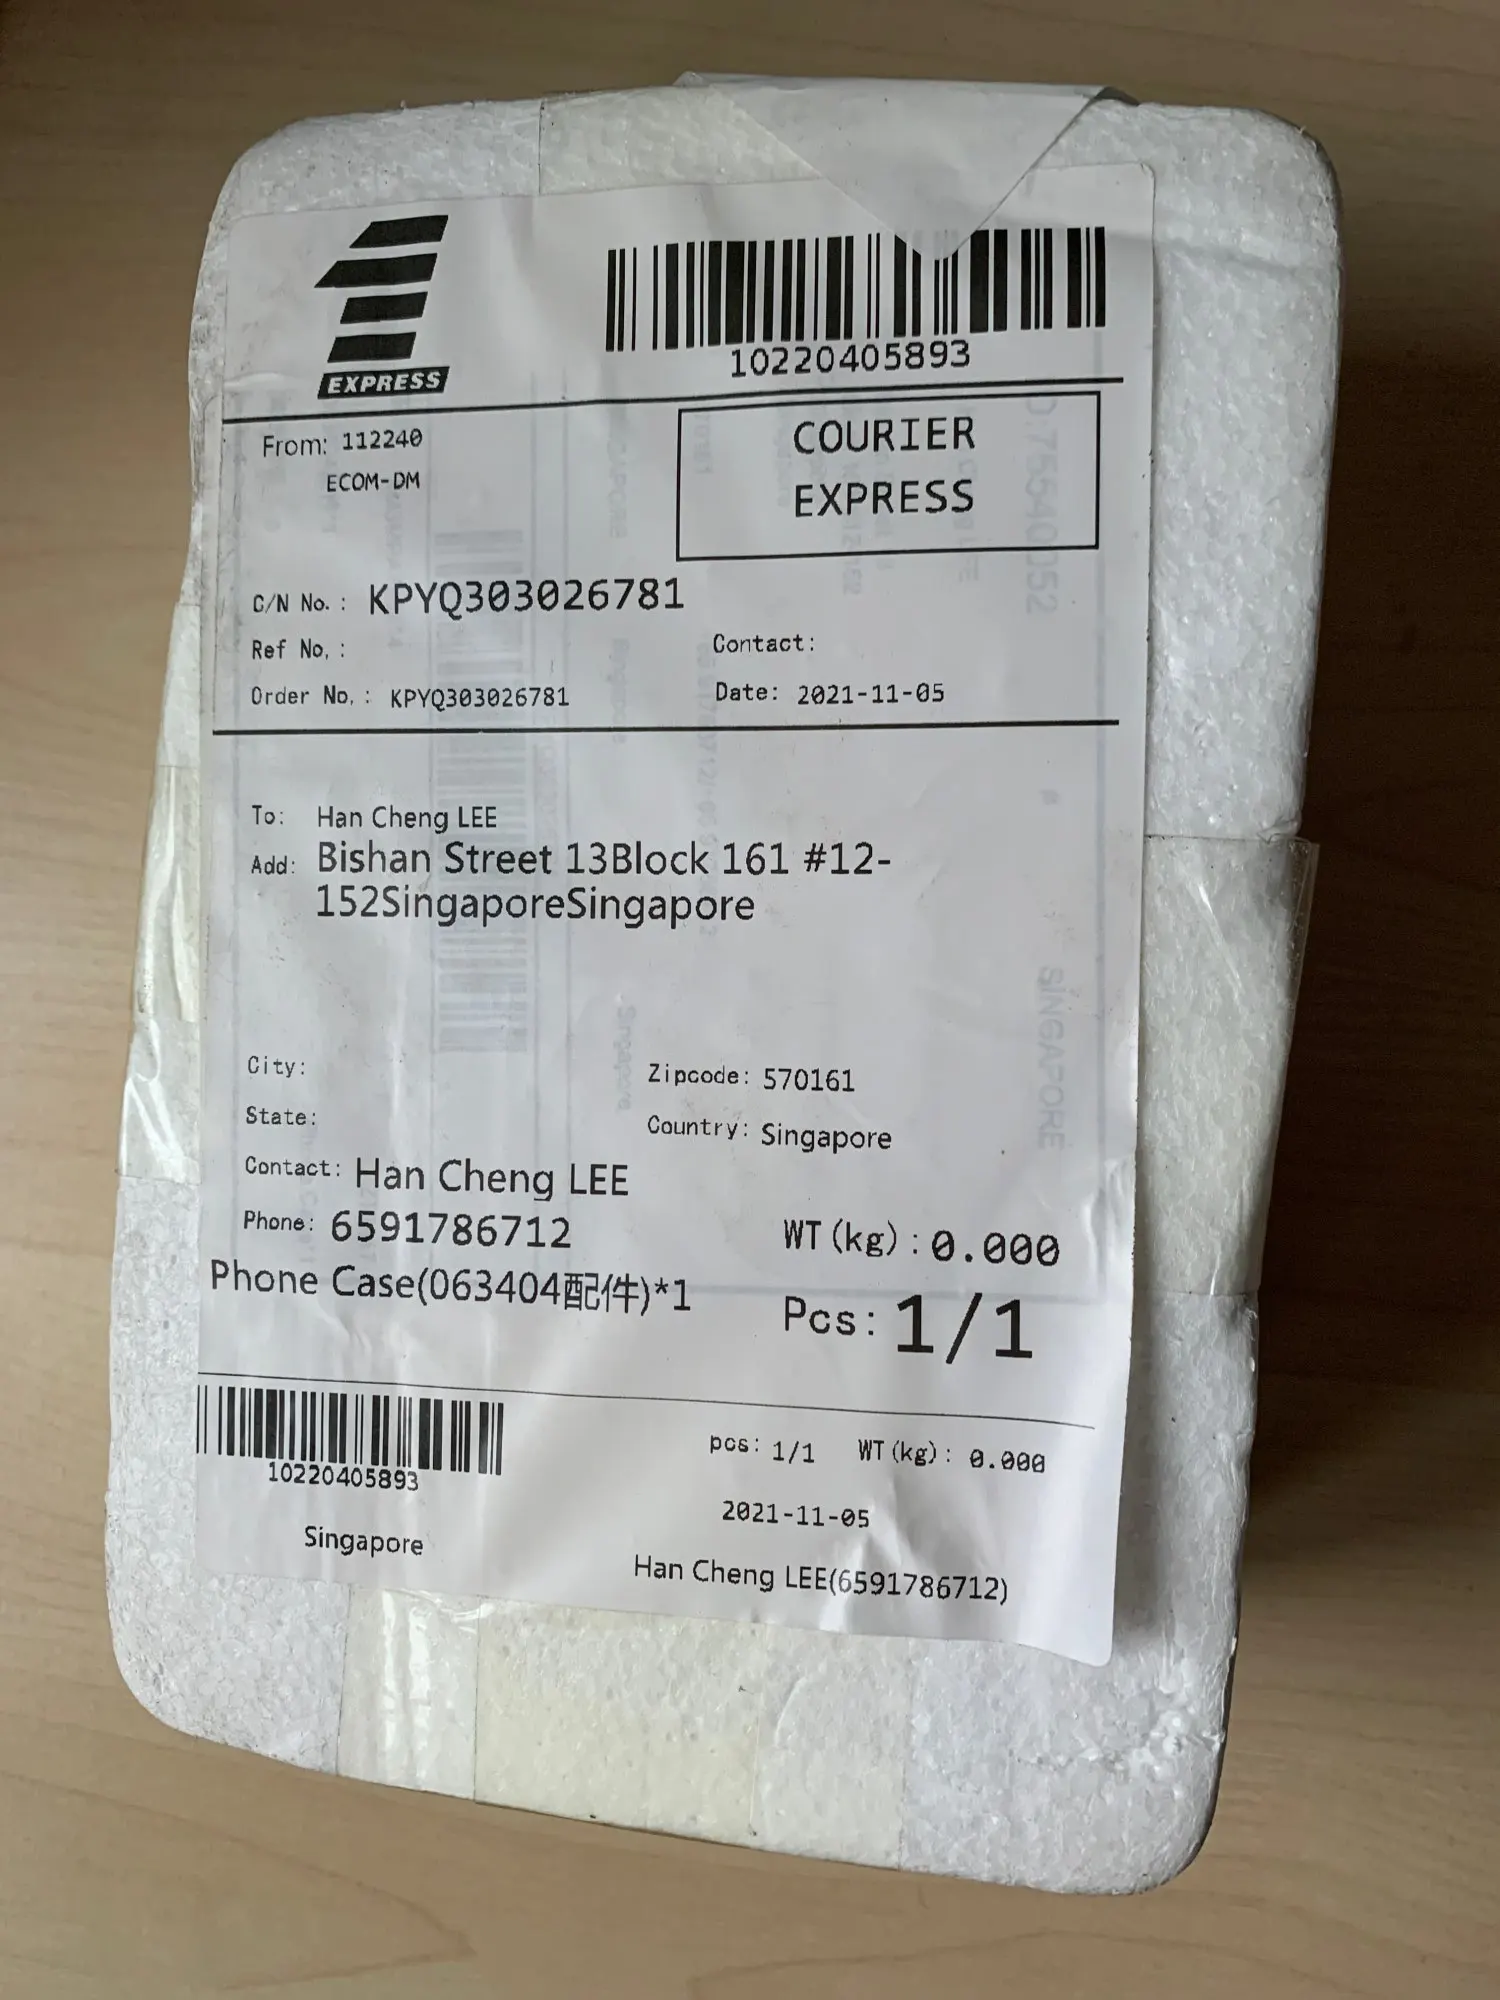 EXPRESS
10220405893
From: 112240
ECOM-DM
COURIER
EXPRESS
C/N No. : KPYQ303026781
Ref No. :
Contact:
Order No. : KPYQ303026781
Date: 2021-11-05
To: Han Cheng LEE
Add: Bishan Street 13Block 161 #12-
152SingaporeSingapore
City:
Zipcode: 570161
State:
Country: Singapore
Contact: Han Cheng LEE
Phone: 6591786712
WT(kg): 0.000
Phone Case(063404配件)*1
Pcs: 1/1
10220405893
pcs: 1/1 WT(kg): 0.000
2021-11-05
Singapore
Han Cheng LEE(6591786712)